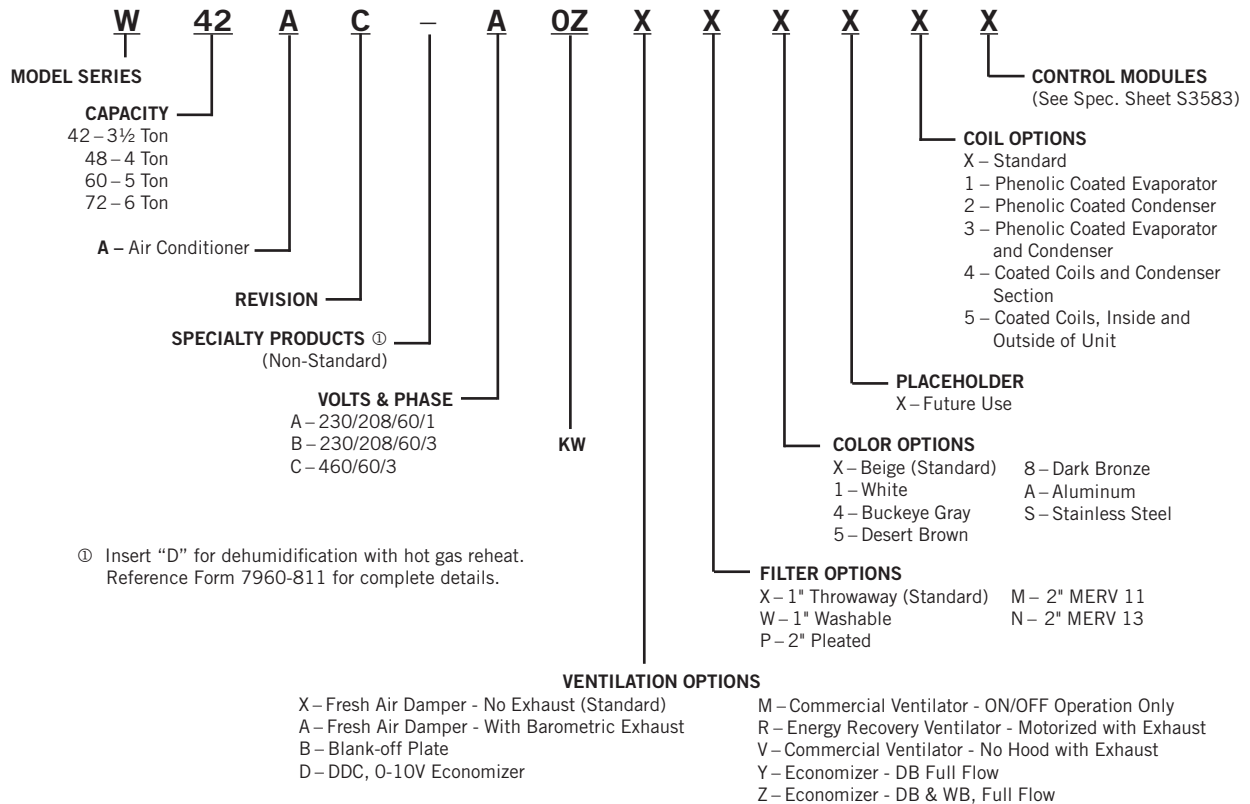 W 42 A C – A 0Z X X X X X X
MODEL SERIES
CAPACITY
42 – 3½ Ton
48 – 4 Ton
60 – 5 Ton
72 – 6 Ton
A – Air Conditioner
REVISION
SPECIALTY PRODUCTS ①
(Non-Standard)
VOLTS & PHASE
A – 230/208/60/1
B – 230/208/60/3
C – 460/60/3
KW
① Insert “D” for dehumidification with hot gas reheat.
Reference Form 7960-811 for complete details.
VENTILATION OPTIONS
X – Fresh Air Damper - No Exhaust (Standard)
A – Fresh Air Damper - With Barometric Exhaust
B – Blank-off Plate
D – DDC, 0-10V Economizer
M – Commercial Ventilator - ON/OFF Operation Only
R – Energy Recovery Ventilator - Motorized with Exhaust
V – Commercial Ventilator - No Hood with Exhaust
Y – Economizer - DB Full Flow
Z – Economizer - DB & WB, Full Flow
FILTER OPTIONS
X – 1" Throwaway (Standard)
W – 1" Washable
P – 2" Pleated
M – 2" MERV 11
N – 2" MERV 13
COLOR OPTIONS
X – Beige (Standard)
1 – White
4 – Buckeye Gray
5 – Desert Brown
8 – Dark Bronze
A – Aluminum
S – Stainless Steel
PLACEHOLDER
X – Future Use
COIL OPTIONS
X – Standard
1 – Phenolic Coated Evaporator
2 – Phenolic Coated Condenser
3 – Phenolic Coated Evaporator
and Condenser
4 – Coated Coils and Condenser
Section
5 – Coated Coils, Inside and
Outside of Unit
CONTROL MODULES
(See Spec. Sheet S3583)